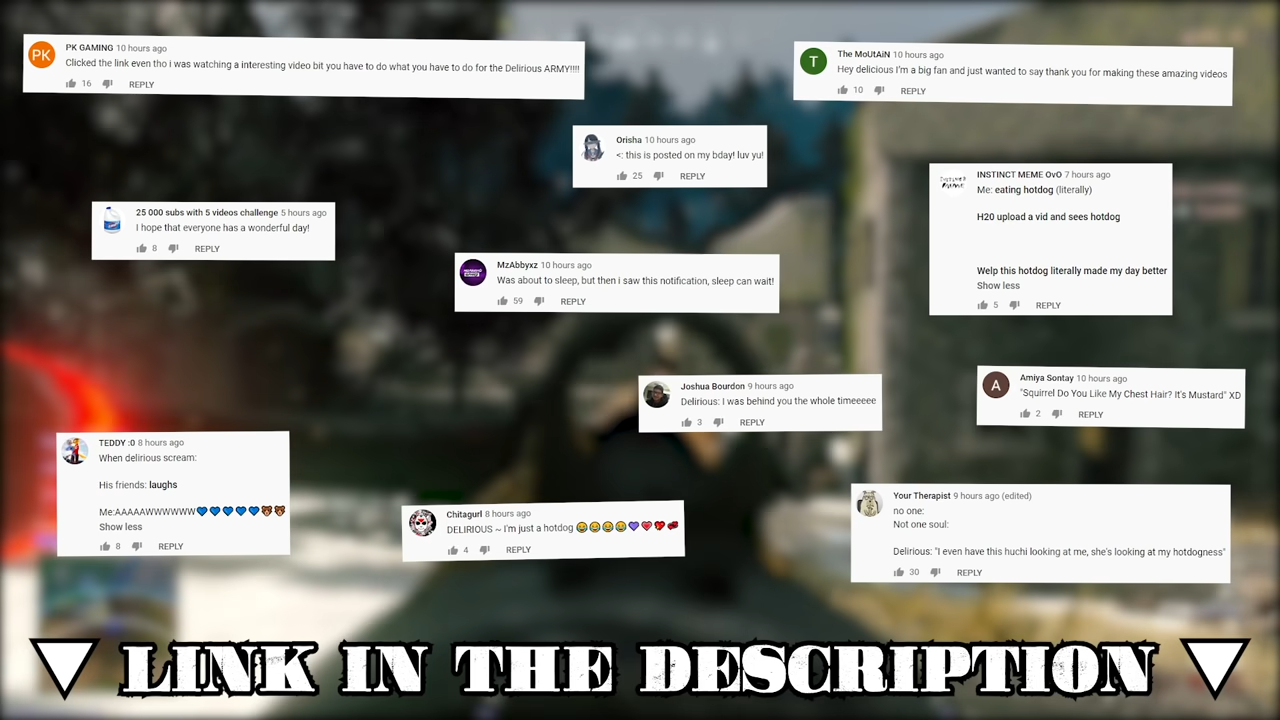 PK
PK GAMING 10 hours ago
Clicked the link even tho i was watching a interesting video bit you have to do what you have to do for the Delirious ARMY!!!!
16 REPLY
T
The MoUtAiN 10 hours ago
Hey delicious I'm a big fan and just wanted to say thank you for making these amazing videos
10 REPLY
Orisha 10 hours ago
<: this is posted on my bday! luv yu!
25 REPLY
INSTINCT MEME OvO 7 hours ago
Me: eating hotdog (literally)
H20 upload a vid and sees hotdog
Welp this hotdog literally made my day better
Show less
5 REPLY
25 000 subs with 5 videos challenge 5 hours ago
I hope that everyone has a wonderful day!
8 REPLY
MzAbbyxz 10 hours ago
Was about to sleep, but then i saw this notification, sleep can wait!
59 REPLY
Joshua Bourdon 9 hours ago
Delirious: I was behind you the whole timeeeee
3 REPLY
A
Amiya Sontay 10 hours ago
"Squirrel Do You Like My Chest Hair? It's Mustard" XD
2 REPLY
TEDDY :0 8 hours ago
When delirious scream:
His friends: laughs
Me:AAAAAWWWWWW💙💙💙💙💙🐻🐻
Show less
8 REPLY
Chitagurl 8 hours ago
DELIRIOUS ~ I'm just a hotdog 😂😂😂😂💜💓💖💕
4 REPLY
Your Therapist 9 hours ago (edited)
no one:
Not one soul:
Delirious: "I even have this huchi looking at me, she's looking at my hotdogness"
30 REPLY
LINK IN THE DESCRIPTION